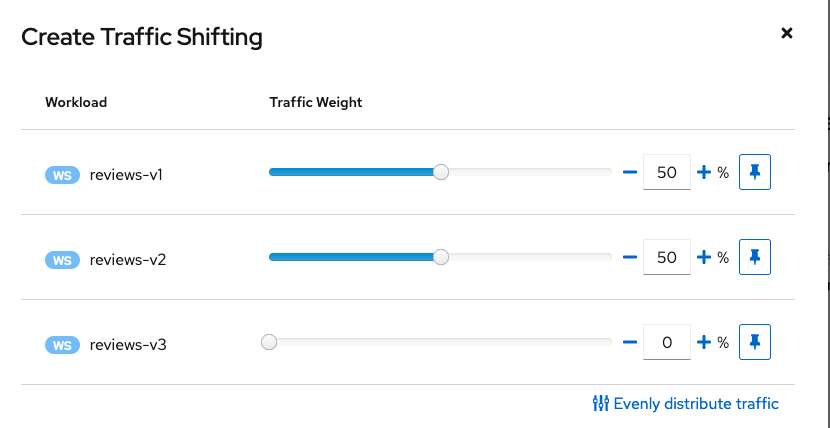 Create Traffic Shifting
Workload Traffic Weight
WS reviews-v1 50 %
WS reviews-v2 50 %
WS reviews-v3 0 %
Evenly distribute traffic